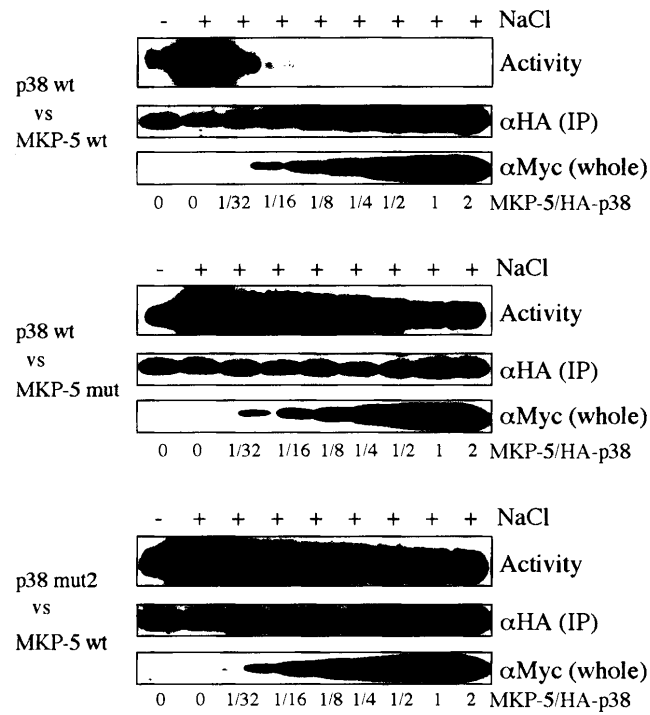 - + + + + + + + + NaCl
Activity
p38 wt
vs
MKP-5 wt
αHA (IP)
αMyc (whole)
0 0 1/32 1/16 1/8 1/4 1/2 1 2 MKP-5/HA-p38
- + + + + + + + + NaCl
Activity
p38 wt
vs
MKP-5 mut
αHA (IP)
αMyc (whole)
0 0 1/32 1/16 1/8 1/4 1/2 1 2 MKP-5/HA-p38
- + + + + + + + + NaCl
Activity
p38 mut2
vs
MKP-5 wt
αHA (IP)
αMyc (whole)
0 0 1/32 1/16 1/8 1/4 1/2 1 2 MKP-5/HA-p38